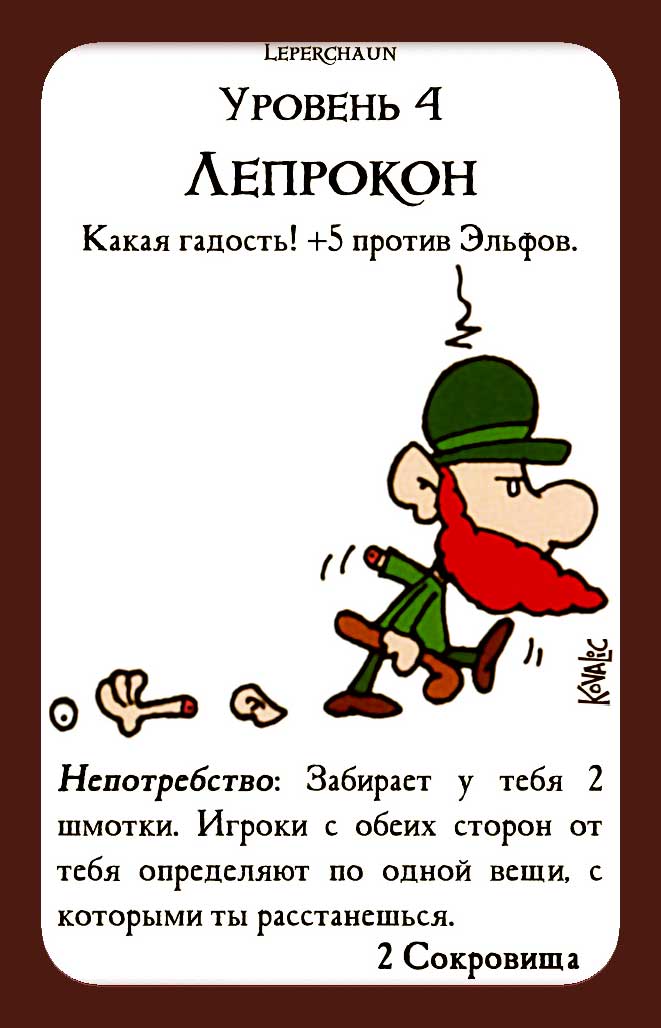 Leperchaun
Уровень 4
Лепрокон
Какая гадость! +5 против Эльфов.
Kovalic
Непотребство: Забирает у тебя 2
шмотки. Игроки с обеих сторон от
тебя определяют по одной вещи, с
которыми ты расстанешься.
2 Сокровища